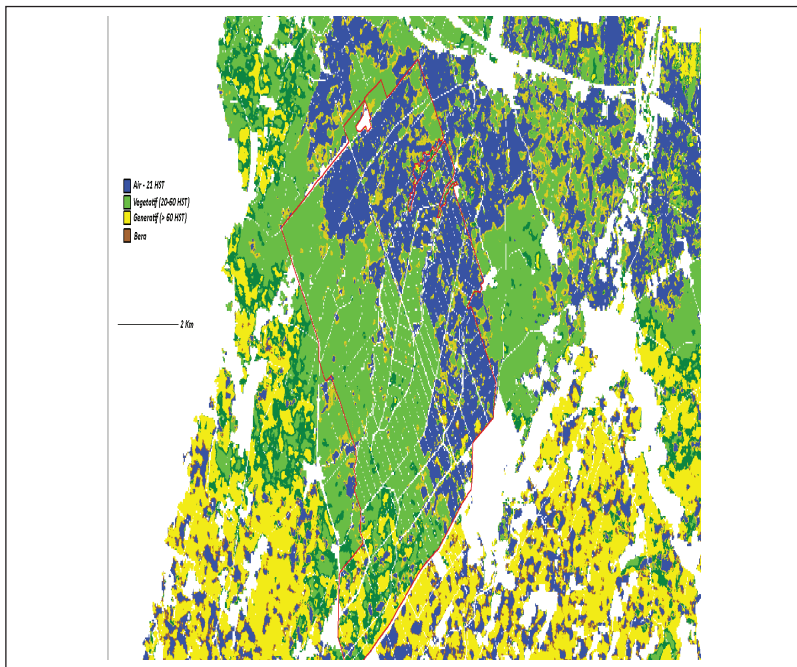 Air - 21 HST
Vegetatif (20-60 HST)
Generatif (> 60 HST)
Bera
2 Km